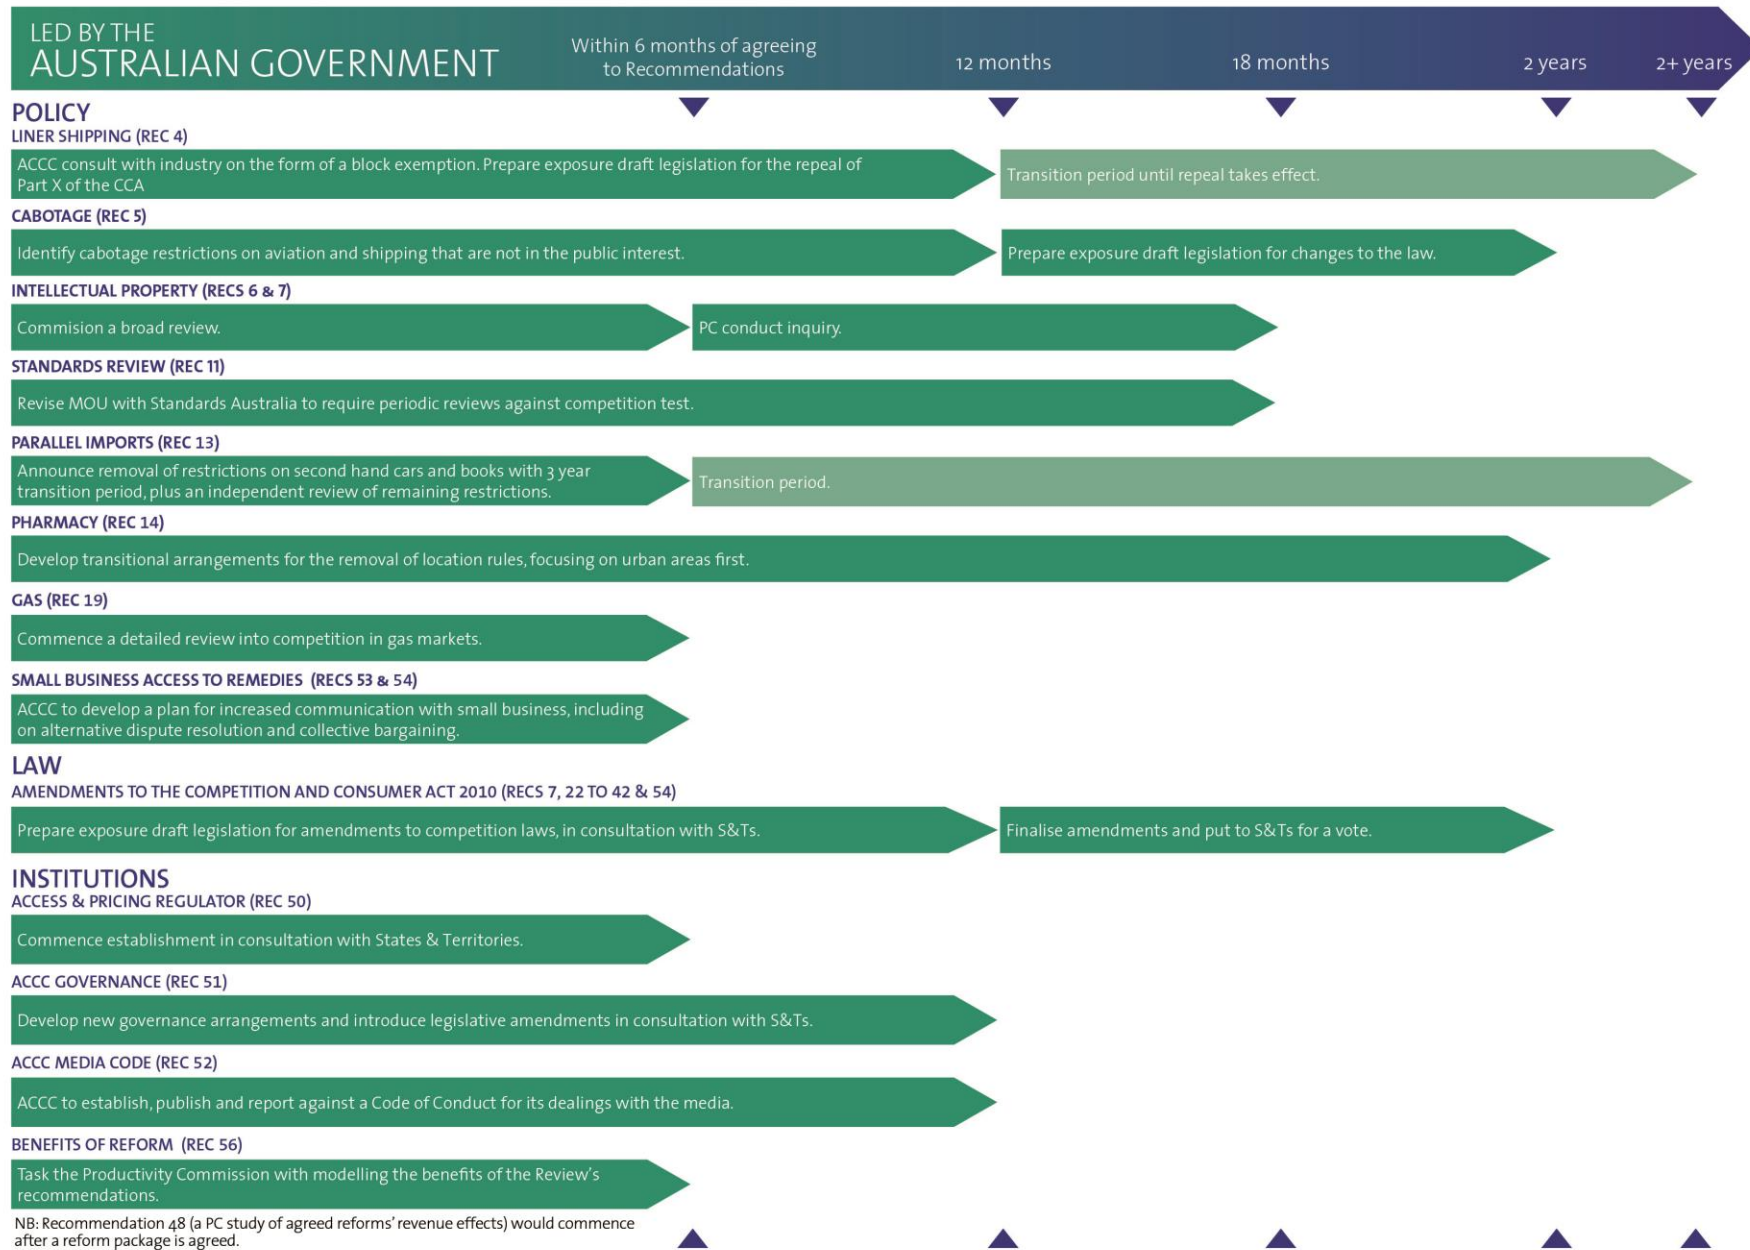 LED BY THE
AUSTRALIAN GOVERNMENT
Within 6 months of agreeing
to Recommendations
12 months
18 months
2 years
2+ years
POLICY
LINER SHIPPING (REC 4)
ACCC consult with industry on the form of a block exemption. Prepare exposure draft legislation for the repeal of
Part X of the CCA
Transition period until repeal takes effect.
CABOTAGE (REC 5)
Identify cabotage restrictions on aviation and shipping that are not in the public interest.
Prepare exposure draft legislation for changes to the law.
INTELLECTUAL PROPERTY (RECS 6 & 7)
Commision a broad review.
PC conduct inquiry.
STANDARDS REVIEW (REC 11)
Revise MOU with Standards Australia to require periodic reviews against competition test.
PARALLEL IMPORTS (REC 13)
Announce removal of restrictions on second hand cars and books with 3 year
transition period, plus an independent review of remaining restrictions.
Transition period.
PHARMACY (REC 14)
Develop transitional arrangements for the removal of location rules, focusing on urban areas first.
GAS (REC 19)
Commence a detailed review into competition in gas markets.
SMALL BUSINESS ACCESS TO REMEDIES (RECS 53 & 54)
ACCC to develop a plan for increased communication with small business, including
on alternative dispute resolution and collective bargaining.
LAW
AMENDMENTS TO THE COMPETITION AND CONSUMER ACT 2010 (RECS 7, 22 TO 42 & 54)
Prepare exposure draft legislation for amendments to competition laws, in consultation with S&Ts.
Finalise amendments and put to S&Ts for a vote.
INSTITUTIONS
ACCESS & PRICING REGULATOR (REC 50)
Commence establishment in consultation with States & Territories.
ACCC GOVERNANCE (REC 51)
Develop new governance arrangements and introduce legislative amendments in consultation with S&Ts.
ACCC MEDIA CODE (REC 52)
ACCC to establish, publish and report against a Code of Conduct for its dealings with the media.
BENEFITS OF REFORM (REC 56)
Task the Productivity Commission with modelling the benefits of the Review's
recommendations.
NB: Recommendation 48 (a PC study of agreed reforms' revenue effects) would commence
after a reform package is agreed.